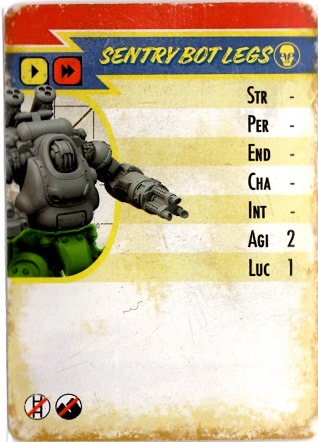 SENTRY BOT LEGS
STR -
PER -
END -
CHA -
INT -
AGI 2
LUC 1